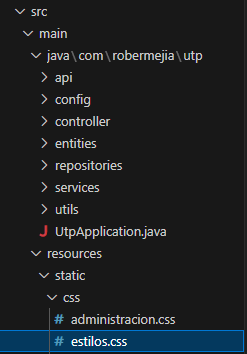 src
main
java\com\robermejia\utp
api
config
controller
entities
repositories
services
utils
J UtpApplication.java
resources
static
css
# administracion.css
# estilos.css